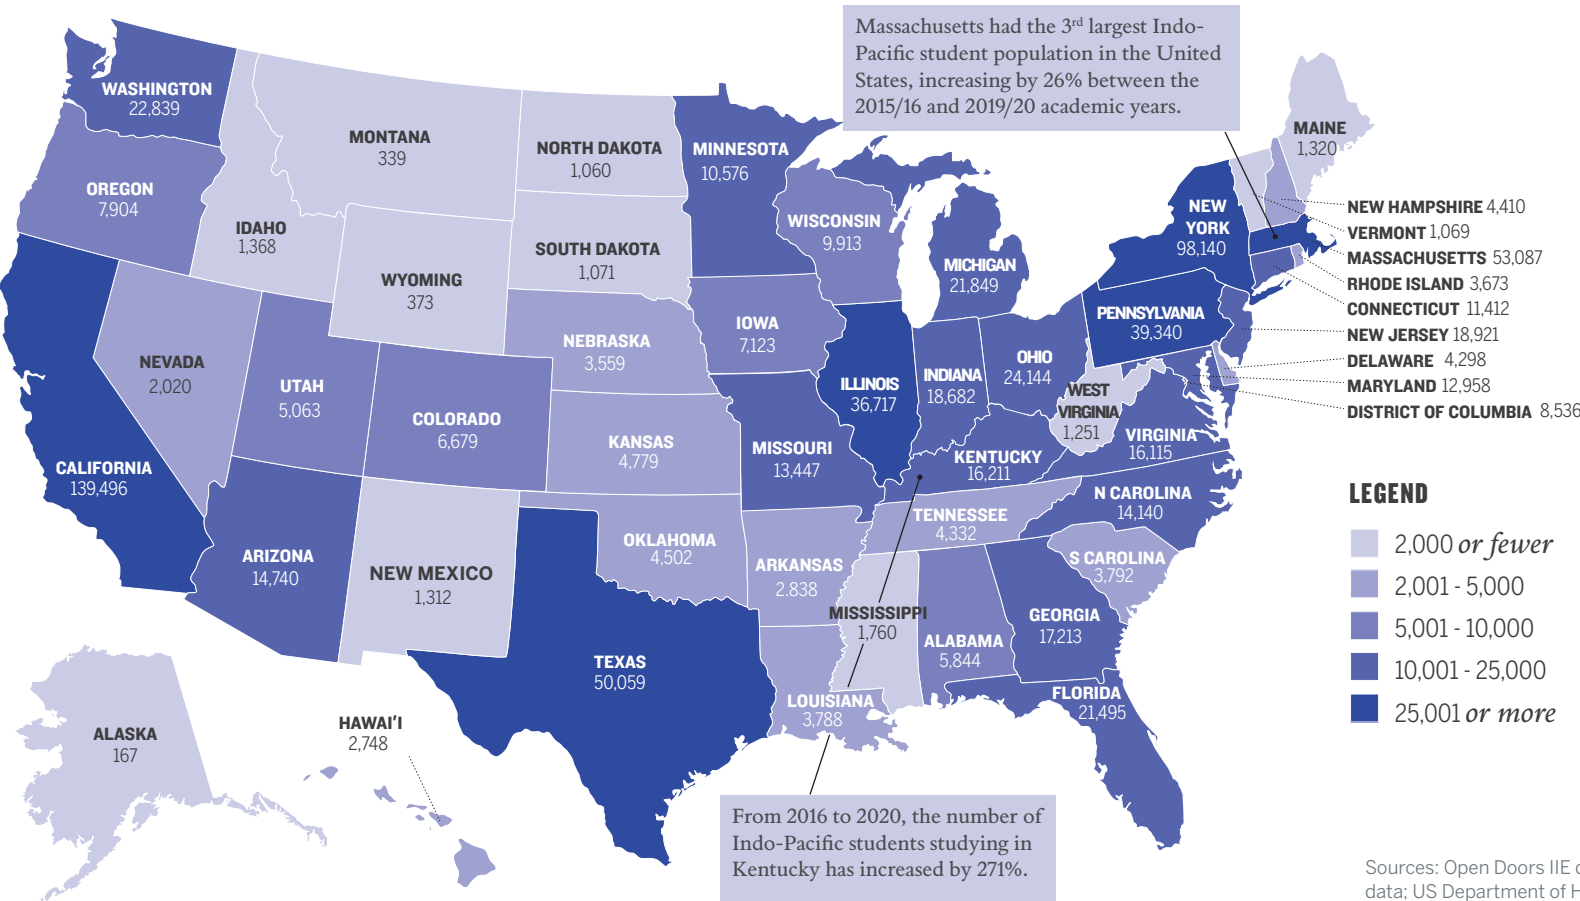 Massachusetts had the 3rd largest Indo-
Pacific student population in the United
States, increasing by 26% between the
2015/16 and 2019/20 academic years.
WASHINGTON
22,839
OREGON
7,904
IDAHO
1,368
MONTANA
339
WYOMING
373
NORTH DAKOTA
1,060
SOUTH DAKOTA
1,071
MINNESOTA
10,576
WISCONSIN
9,913
MICHIGAN
21,849
NEW
YORK
98,140
MAINE
1,320
NEW HAMPSHIRE 4,410
VERMONT 1,069
MASSACHUSETTS 53,087
RHODE ISLAND 3,673
CONNECTICUT 11,412
NEW JERSEY 18,921
DELAWARE 4,298
MARYLAND 12,958
DISTRICT OF COLUMBIA 8,536
NEVADA
2,020
UTAH
5,063
COLORADO
6,679
NEBRASKA
3,559
IOWA
7,123
ILLINOIS
36,717
INDIANA
18,682
OHIO
24,144
PENNSYLVANIA
39,340
WEST
VIRGINIA
1,251
VIRGINIA
16,115
CALIFORNIA
139,496
KANSAS
4,779
MISSOURI
13,447
KENTUCKY
16,211
N CAROLINA
14,140
TENNESSEE
4,332
S CAROLINA
3,792
ARIZONA
14,740
NEW MEXICO
1,312
OKLAHOMA
4,502
ARKANSAS
2.838
MISSISSIPPI
1,760
ALABAMA
5,844
GEORGIA
17,213
TEXAS
50,059
LOUISIANA
3,788
FLORIDA
21,495
ALASKA
167
HAWAI'I
2,748
From 2016 to 2020, the number of
Indo-Pacific students studying in
Kentucky has increased by 271%.
LEGEND
2,000 or fewer
2,001 - 5,000
5,001 - 10,000
10,001 - 25,000
25,001 or more
Sources: Open Doors IIE
data; US Department of